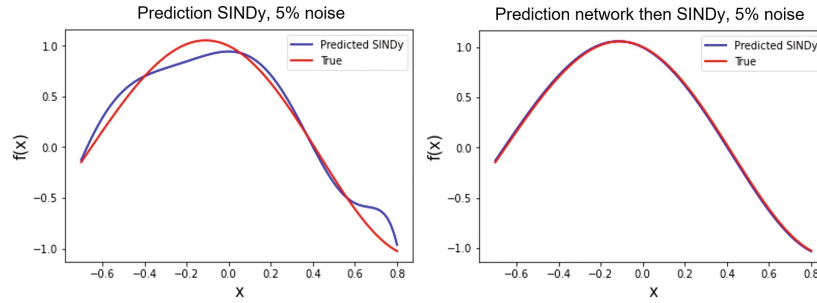 Prediction SINDy, 5% noise
Predicted SINDy
True
1.0
0.5
0.0
−0.5
−1.0
f(x)
−0.6 −0.4 −0.2 0.0 0.2 0.4 0.6 0.8
x
Prediction network then SINDy, 5% noise
Predicted SINDy
True
1.0
0.5
0.0
−0.5
−1.0
f(x)
−0.6 −0.4 −0.2 0.0 0.2 0.4 0.6 0.8
x